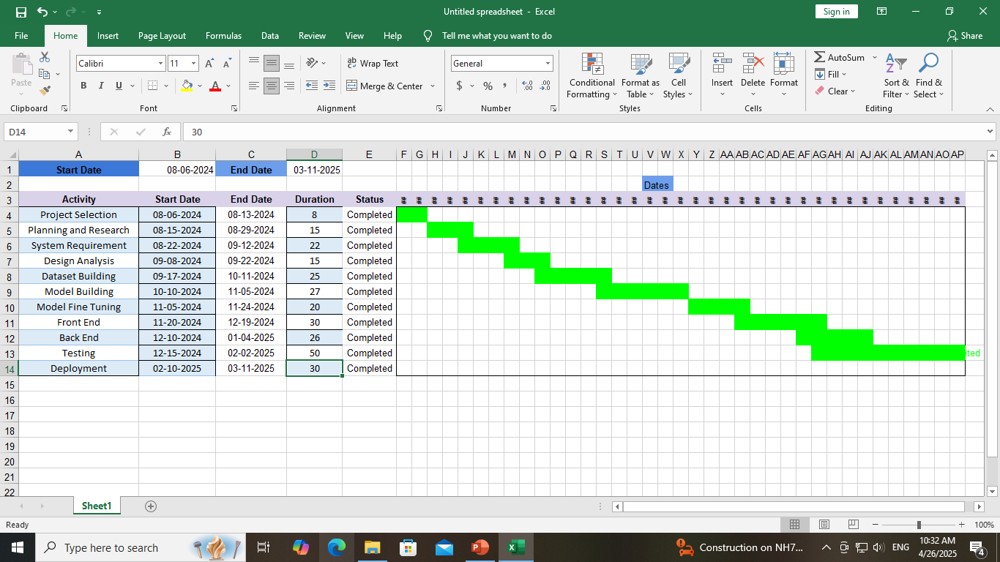 Untitled spreadsheet - Excel
Sign in
File Home Insert Page Layout Formulas Data Review View Help Tell me what you want to do Share
Paste
Calibri 11 A A Wrap Text General AutoSum
B I U A Merge & Center $ % , Conditional Formatting Format as Table Cell Styles Insert Delete Format Fill Clear Sort & Filter Find & Select
Clipboard Font Alignment Number Styles Cells Editing
D14 fx 30
A B C D E F G H I J K L M N O P Q R S T U V W X Y Z AA AB AC AD AE AF AG AH AI AJ AK AL AM AN AO AP
1 Start Date 08-06-2024 End Date 03-11-2025
2 Dates
3 Activity Start Date End Date Duration Status # # # # # # # # # # # # # # # # # # # # # # # # # # # # # # # # # # # # #
4 Project Selection 08-06-2024 08-13-2024 8 Completed
5 Planning and Research 08-15-2024 08-29-2024 15 Completed
6 System Requirement 08-22-2024 09-12-2024 22 Completed
7 Design Analysis 09-08-2024 09-22-2024 15 Completed
8 Dataset Building 09-17-2024 10-11-2024 25 Completed
9 Model Building 10-10-2024 11-05-2024 27 Completed
10 Model Fine Tuning 11-05-2024 11-24-2024 20 Completed
11 Front End 11-20-2024 12-19-2024 30 Completed
12 Back End 12-10-2024 01-04-2025 26 Completed
13 Testing 12-15-2024 02-02-2025 50 Completed eted
14 Deployment 02-10-2025 03-11-2025 30 Completed
15
16
17
18
19
20
21
22
Sheet1
Ready 100%
Type here to search Construction on NH7... ENG 10:32 AM
4/26/2025 4